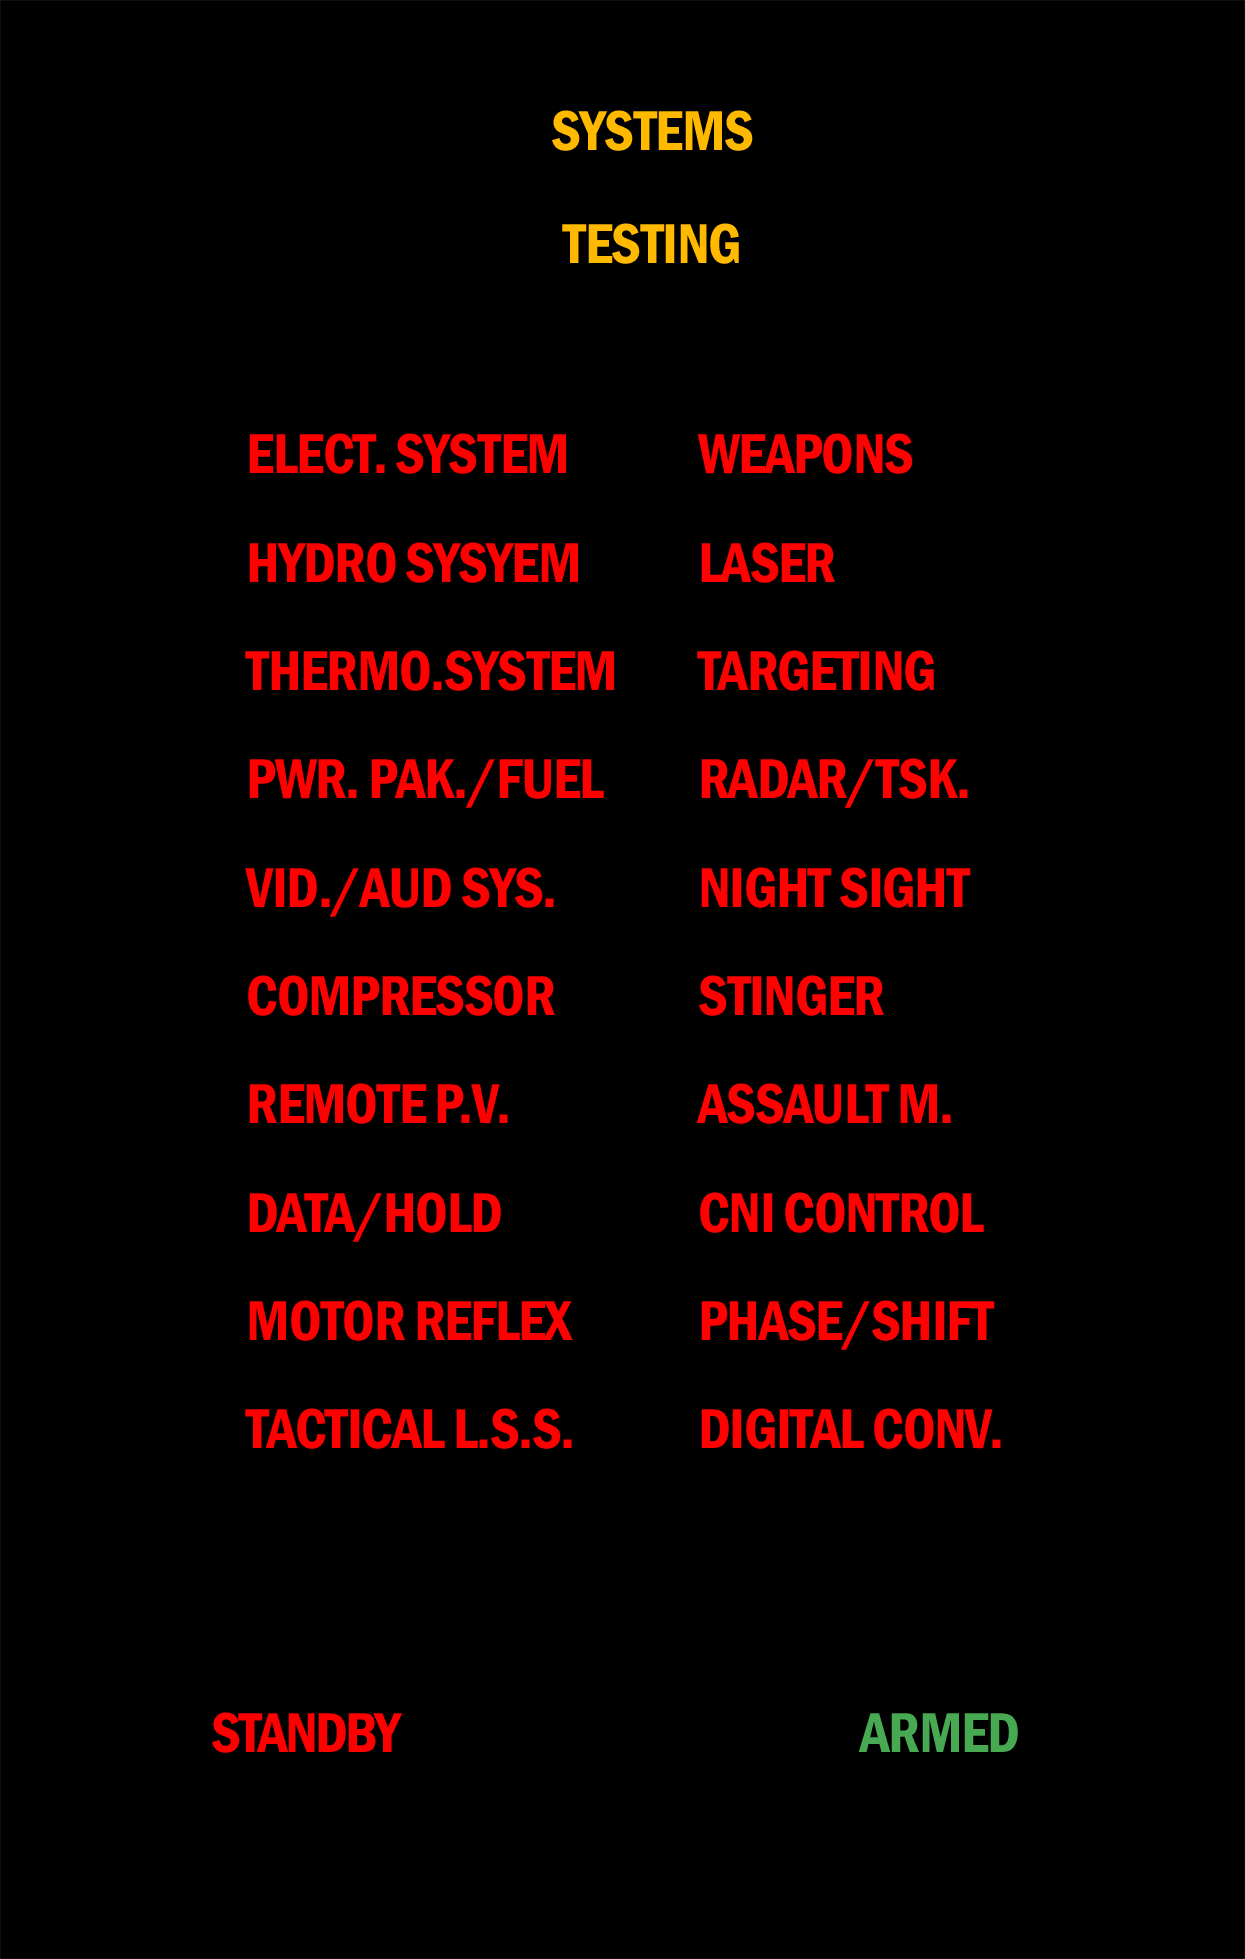 SYSTEMS
TESTING
ELECT. SYSTEM WEAPONS
HYDRO SYSYEM LASER
THERMO.SYSTEM TARGETING
PWR. PAK./FUEL RADAR/TSK.
VID./AUD SYS. NIGHT SIGHT
COMPRESSOR STINGER
REMOTE P.V. ASSAULT M.
DATA/HOLD CNI CONTROL
MOTOR REFLEX PHASE/SHIFT
TACTICAL L.S.S. DIGITAL CONV.
STANDBY ARMED